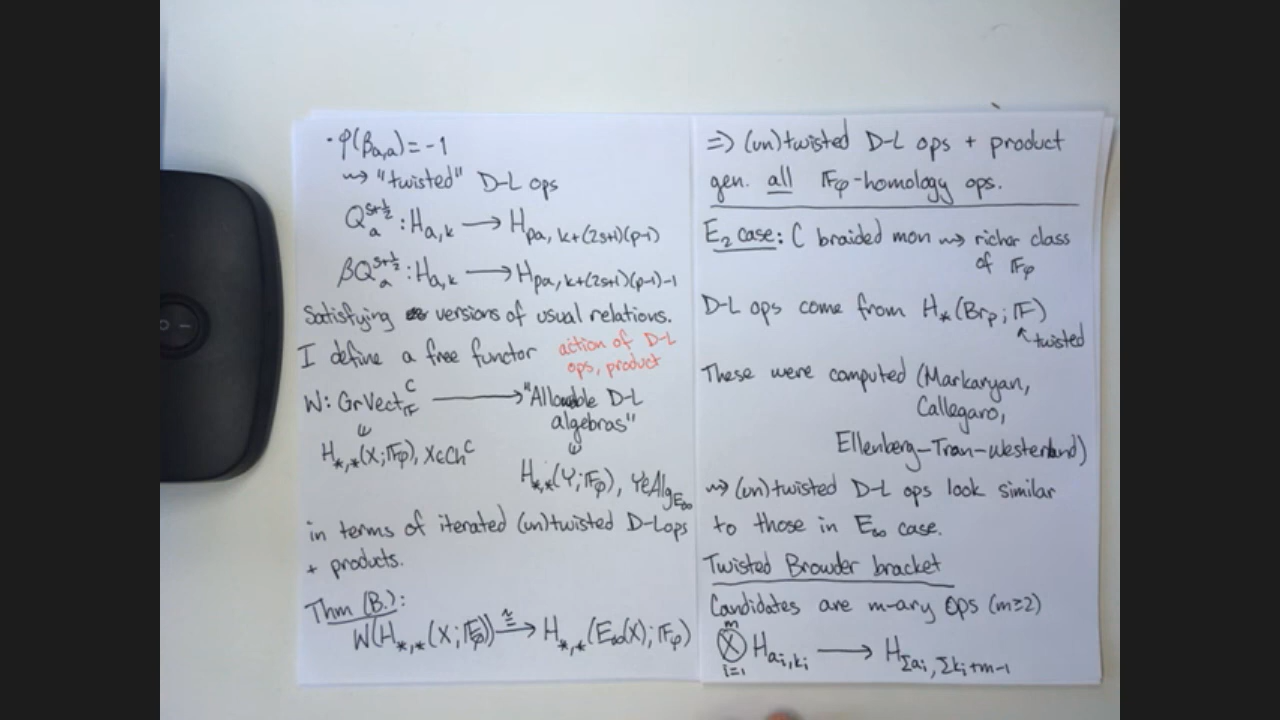 · φ(β_{a,a}) = -1
⇝ "twisted" D-L ops
Q_a^{s+½} : H_{a,k} ⟶ H_{pa, k+(2s+1)(p-1)}
βQ_a^{s+½} : H_{a,k} ⟶ H_{pa, k+(2s+1)(p-1)-1}
Satisfying versions of usual relations.
I define a free functor action of D-L
ops, product
W: GrVect_𝔽^C ⟶ "Allowable D-L
algebras"
H_{*,*}(X; 𝔽_φ), X∈Ch^C
H_{*,*}(Y; 𝔽_φ), Y∈Alg_{E_∞}
in terms of iterated (un)twisted D-L ops
+ products.
Thm (B.):
W(H_{*,*}(X; 𝔽_φ)) ≅⟶ H_{*,*}(E_∞(X); 𝔽_φ)
⇒ (un)twisted D-L ops + product
gen. all 𝔽_φ-homology ops.
E_2 case: C braided mon ⇝ richer class
of 𝔽_φ
D-L ops come from H_*(Br_p; 𝔽)
↖twisted
These were computed (Markaryan,
Callegaro,
Ellenberg-Tran-Westerland)
⇝ (un)twisted D-L ops look similar
to those in E_∞ case.
Twisted Browder bracket
Candidates are m-ary ops (m≥2)
⊗_{i=1}^m H_{a_i,k_i} ⟶ H_{Σa_i, Σk_i+m-1}